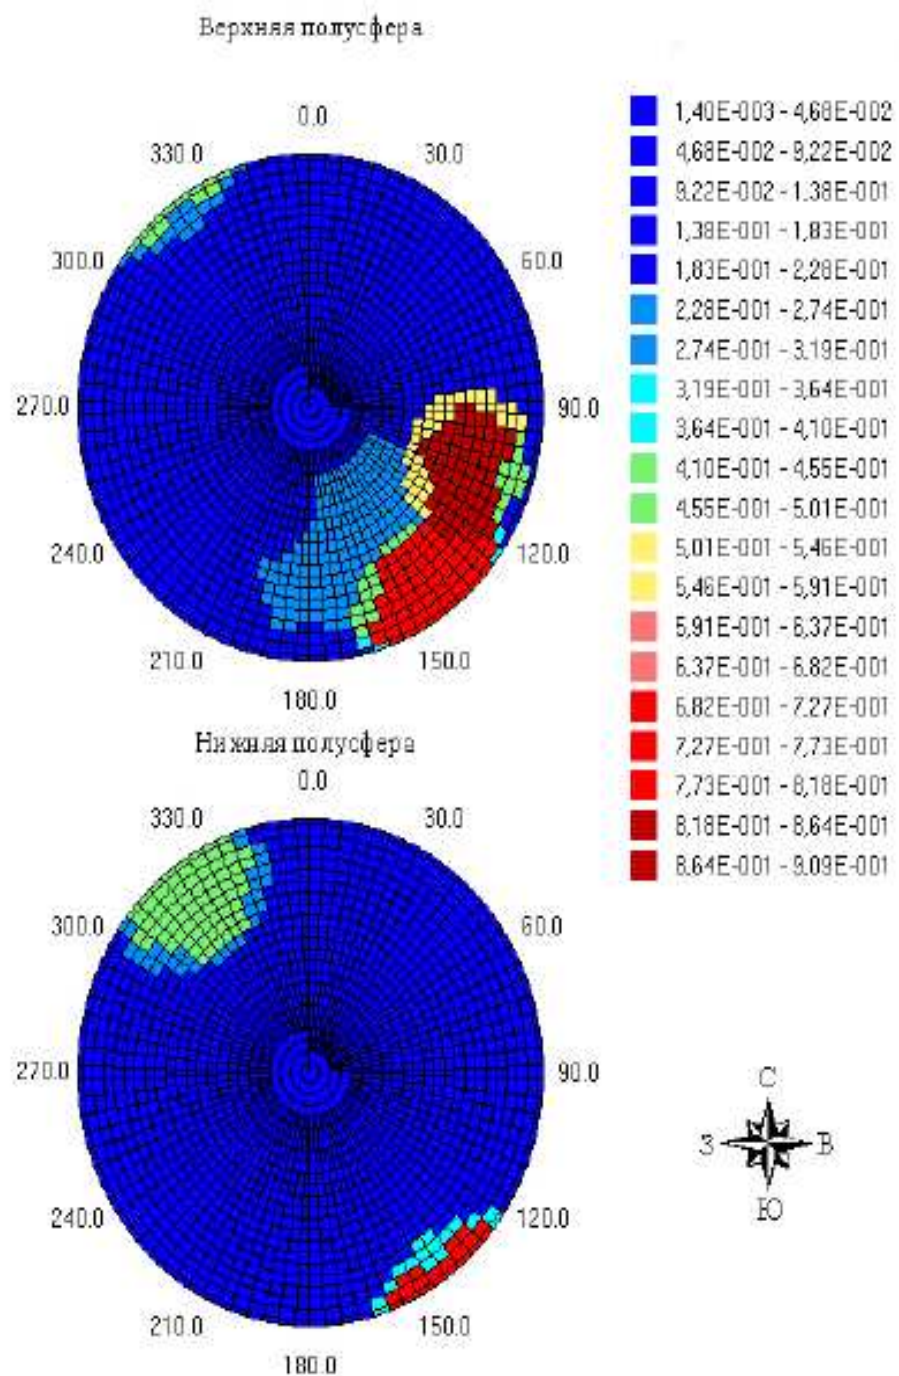 Верхняя полусфера
0.0
330.0
30.0
300.0
60.0
270.0
90.0
240.0
120.0
210.0
150.0
180.0
1,40E-003 - 4,68E-002
4,68E-002 - 9,22E-002
9,22E-002 - 1,38E-001
1,38E-001 - 1,83E-001
1,83E-001 - 2,28E-001
2,28E-001 - 2,74E-001
2,74E-001 - 3,19E-001
3,19E-001 - 3,64E-001
3,64E-001 - 4,10E-001
4,10E-001 - 4,55E-001
4,55E-001 - 5,01E-001
5,01E-001 - 5,46E-001
5,46E-001 - 5,91E-001
5,91E-001 - 6,37E-001
6,37E-001 - 6,82E-001
6,82E-001 - 7,27E-001
7,27E-001 - 7,73E-001
7,73E-001 - 8,18E-001
8,18E-001 - 8,64E-001
8,64E-001 - 9,09E-001
Нижняя полусфера
0.0
330.0
30.0
300.0
60.0
270.0
90.0
240.0
120.0
210.0
150.0
180.0
С
З
В
Ю